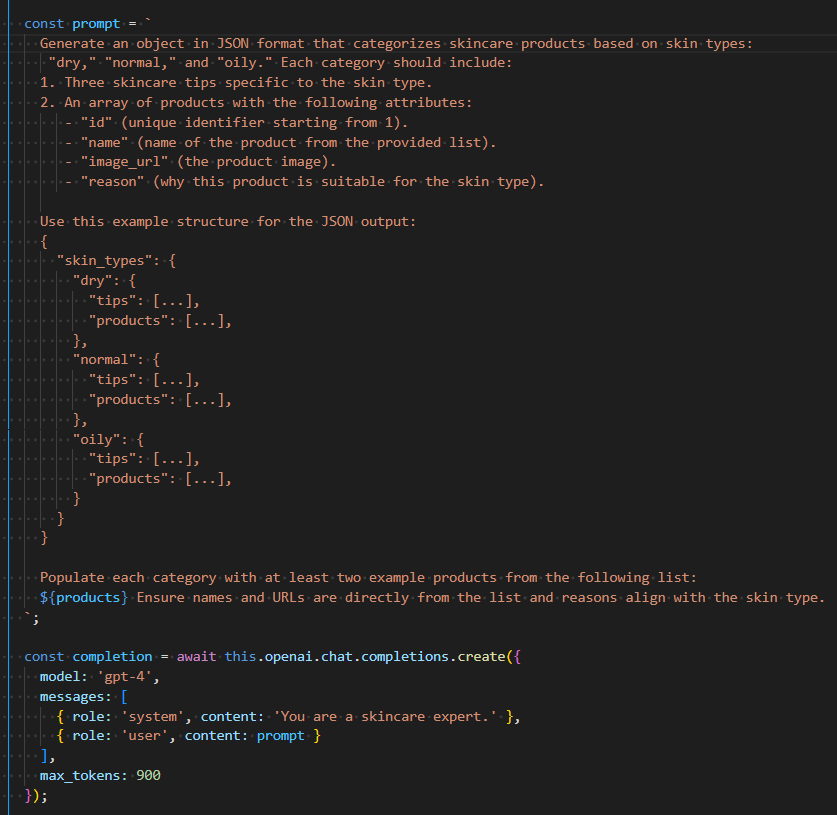 const prompt = `
Generate an object in JSON format that categorizes skincare products based on skin types:
"dry," "normal," and "oily." Each category should include:
1. Three skincare tips specific to the skin type.
2. An array of products with the following attributes:
- "id" (unique identifier starting from 1).
- "name" (name of the product from the provided list).
- "image_url" (the product image).
- "reason" (why this product is suitable for the skin type).
Use this example structure for the JSON output:
{
"skin_types": {
"dry": {
"tips": [...],
"products": [...],
},
"normal": {
"tips": [...],
"products": [...],
},
"oily": {
"tips": [...],
"products": [...],
}
}
}
Populate each category with at least two example products from the following list:
${products} Ensure names and URLs are directly from the list and reasons align with the skin type.
`;
const completion = await this.openai.chat.completions.create({
model: 'gpt-4',
messages: [
{ role: 'system', content: 'You are a skincare expert.' },
{ role: 'user', content: prompt }
],
max_tokens: 900
});